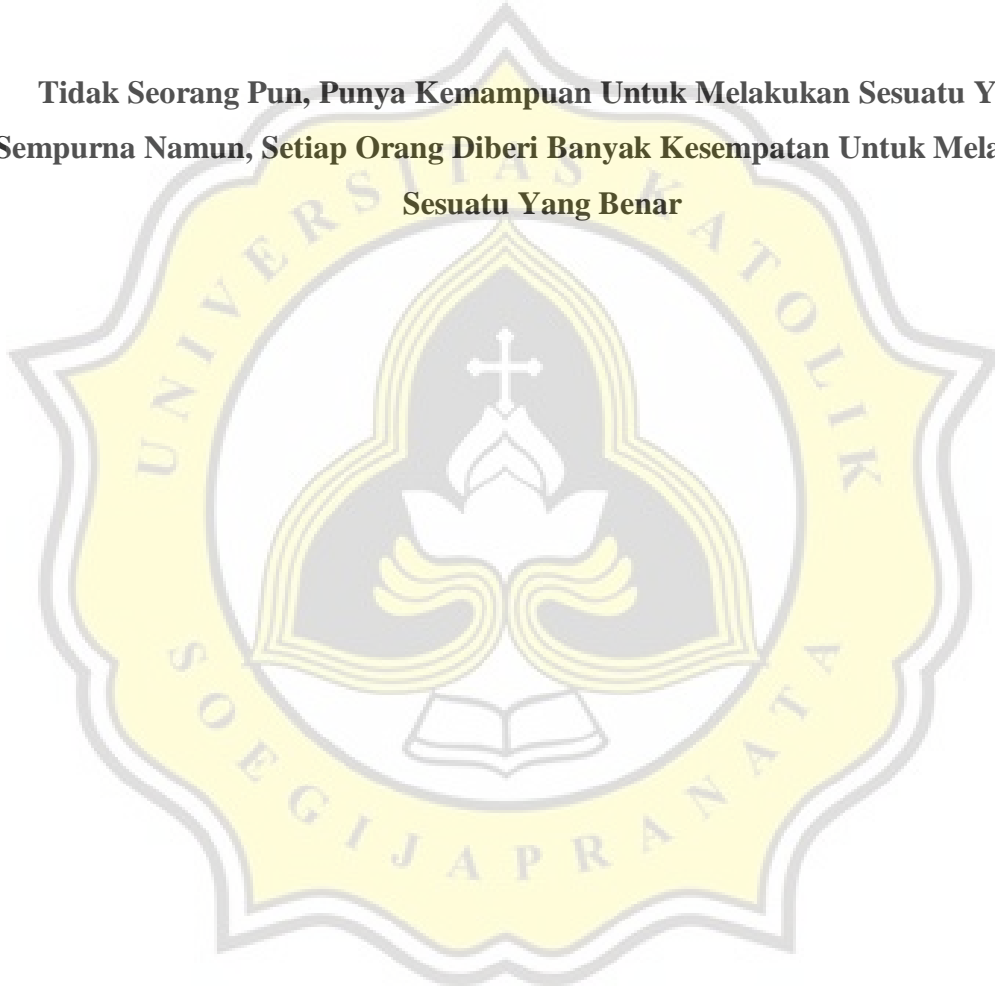 Tidak Seorang Pun, Punya Kemampuan Untuk Melakukan Sesuatu Y
Sempurna Namun, Setiap Orang Diberi Banyak Kesempatan Untuk Mela
Sesuatu Yang Benar
UNIVERSITAS KATOLIK
SOEGIJAPRANATA